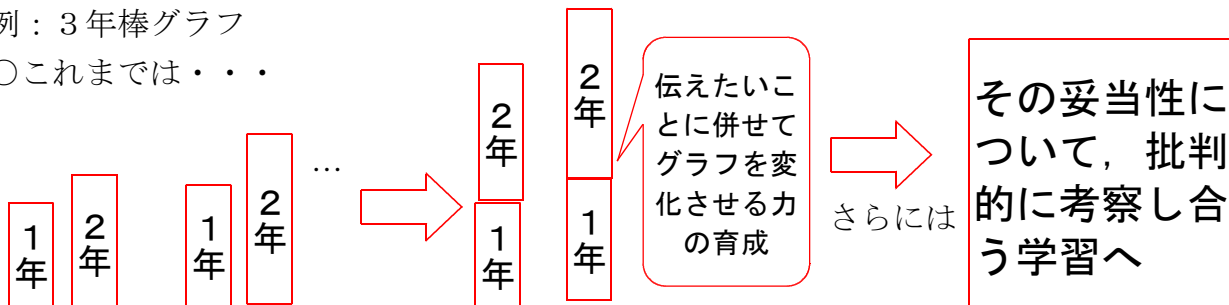 例：３年棒グラフ
○これまでは・・・
１年
２年
１年
２年
…
２年
１年
２年
１年
伝えたいこ
とに併せて
グラフを変
化させる力
の育成
さらには
その妥当性に
ついて，批判
的に考察し合
う学習へ